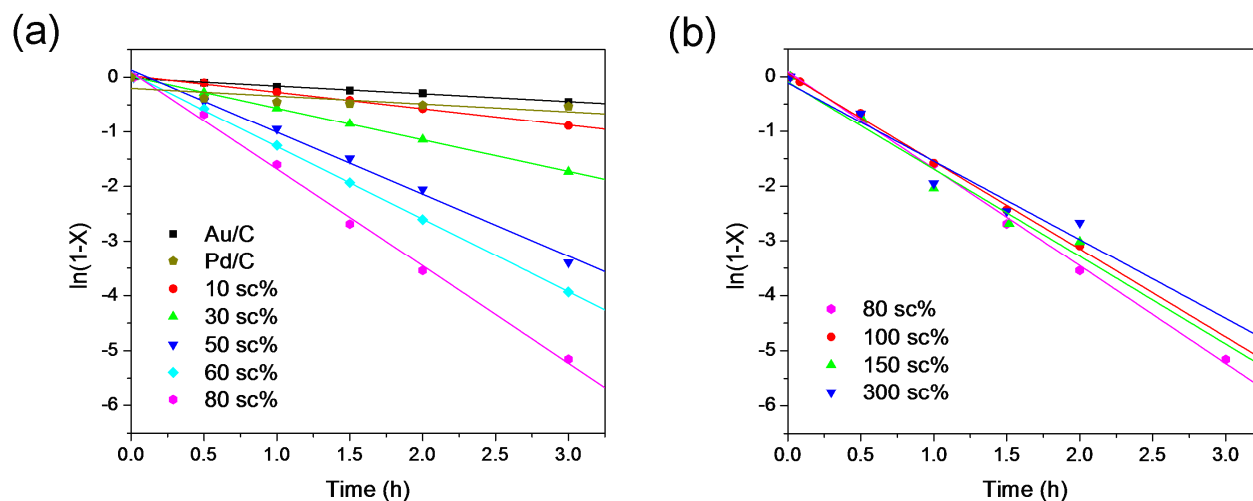 (a)
ln(1-X)
0
-1
-2
-3
-4
-5
-6
Au/C
Pd/C
10 sc%
30 sc%
50 sc%
60 sc%
80 sc%
0.0 0.5 1.0 1.5 2.0 2.5 3.0
Time (h)
(b)
ln(1-X)
0
-1
-2
-3
-4
-5
-6
80 sc%
100 sc%
150 sc%
300 sc%
0.0 0.5 1.0 1.5 2.0 2.5 3.0
Time (h)